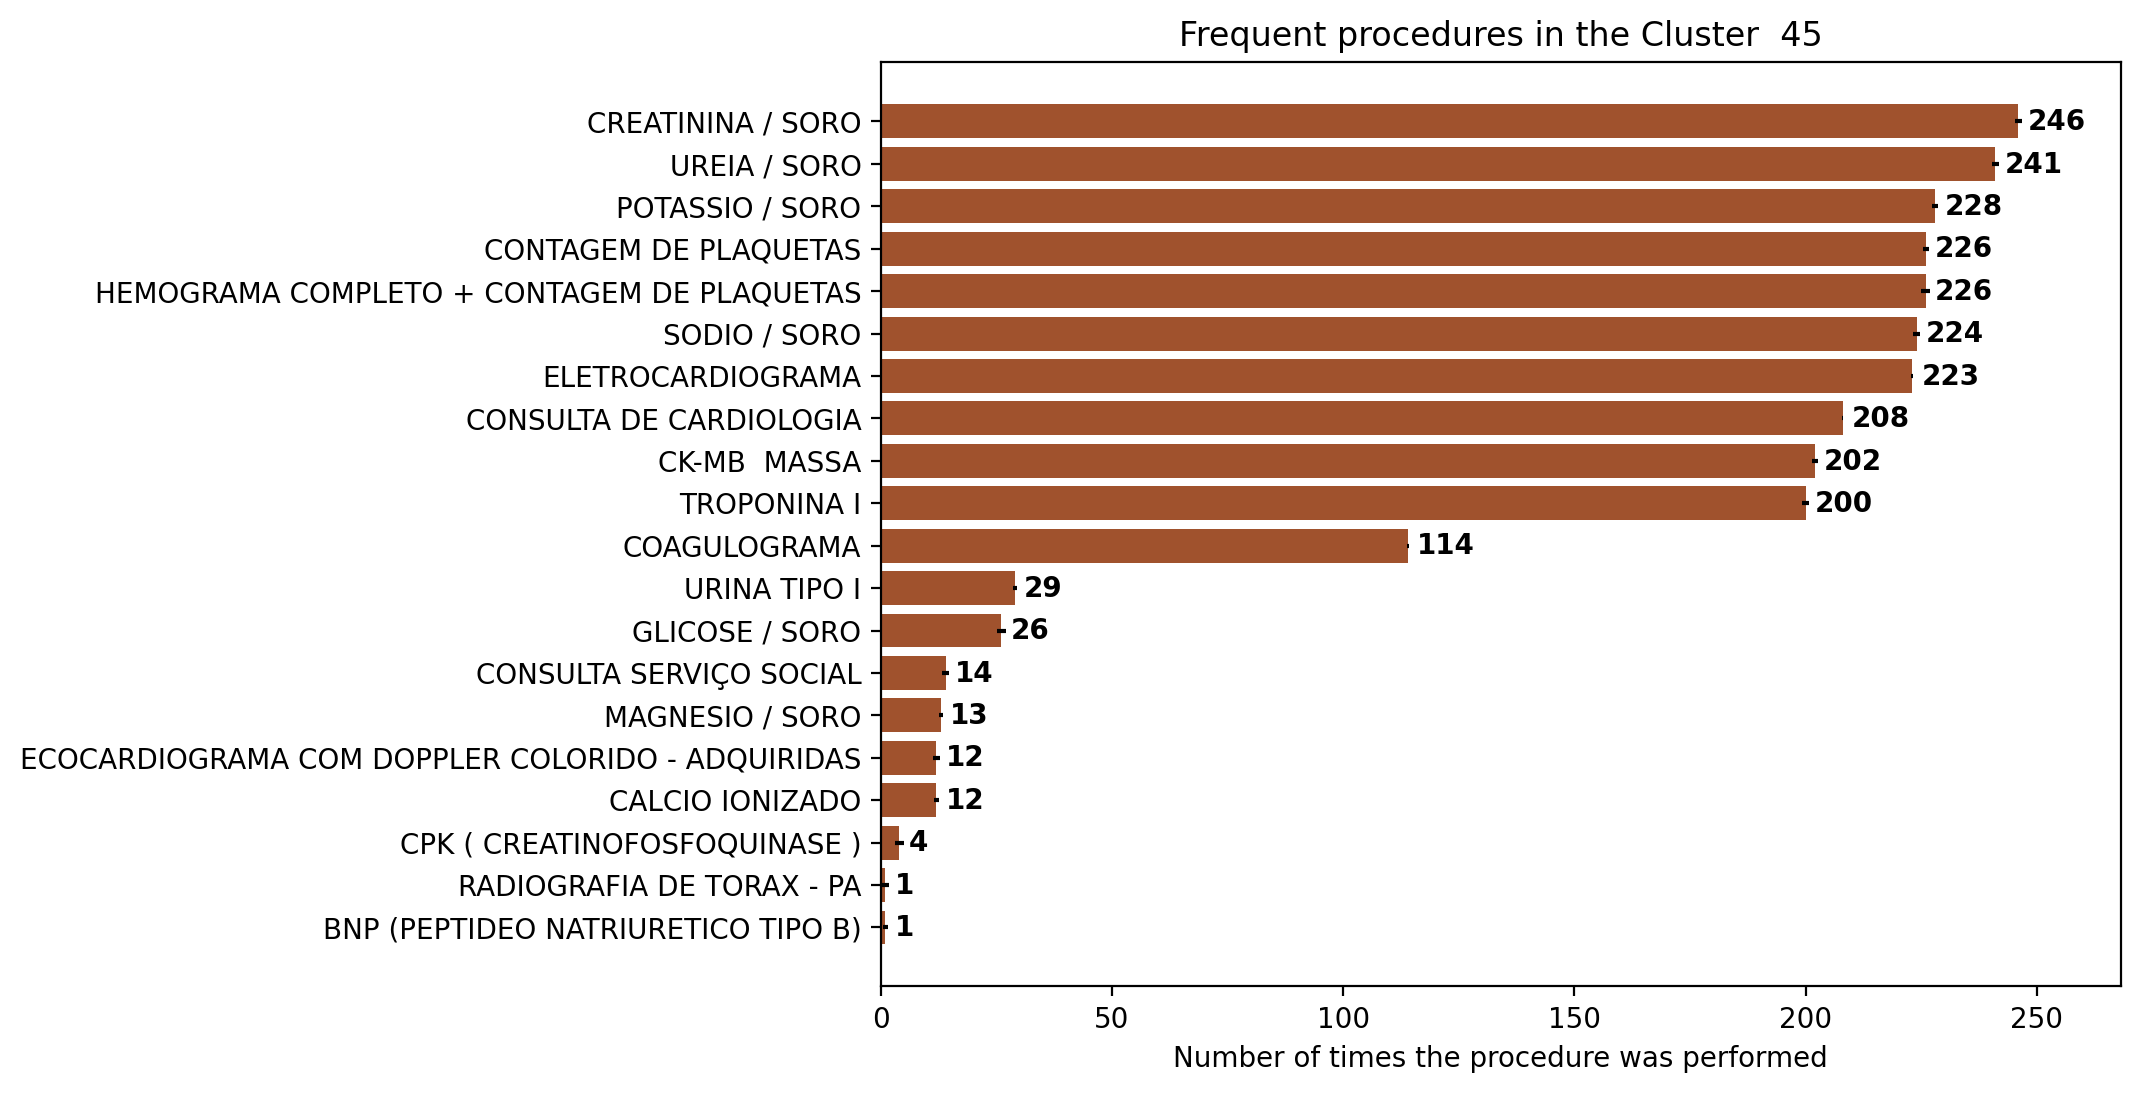 Frequent procedures in the Cluster  45
CREATININA / SORO 246
UREIA / SORO 241
POTASSIO / SORO 228
CONTAGEM DE PLAQUETAS 226
HEMOGRAMA COMPLETO + CONTAGEM DE PLAQUETAS 226
SODIO / SORO 224
ELETROCARDIOGRAMA 223
CONSULTA DE CARDIOLOGIA 208
CK-MB  MASSA 202
TROPONINA I 200
COAGULOGRAMA 114
URINA TIPO I 29
GLICOSE / SORO 26
CONSULTA SERVIÇO SOCIAL 14
MAGNESIO / SORO 13
ECOCARDIOGRAMA COM DOPPLER COLORIDO - ADQUIRIDAS 12
CALCIO IONIZADO 12
CPK ( CREATINOFOSFOQUINASE ) 4
RADIOGRAFIA DE TORAX - PA 1
BNP (PEPTIDEO NATRIURETICO TIPO B) 1
0 50 100 150 200 250
Number of times the procedure was performed